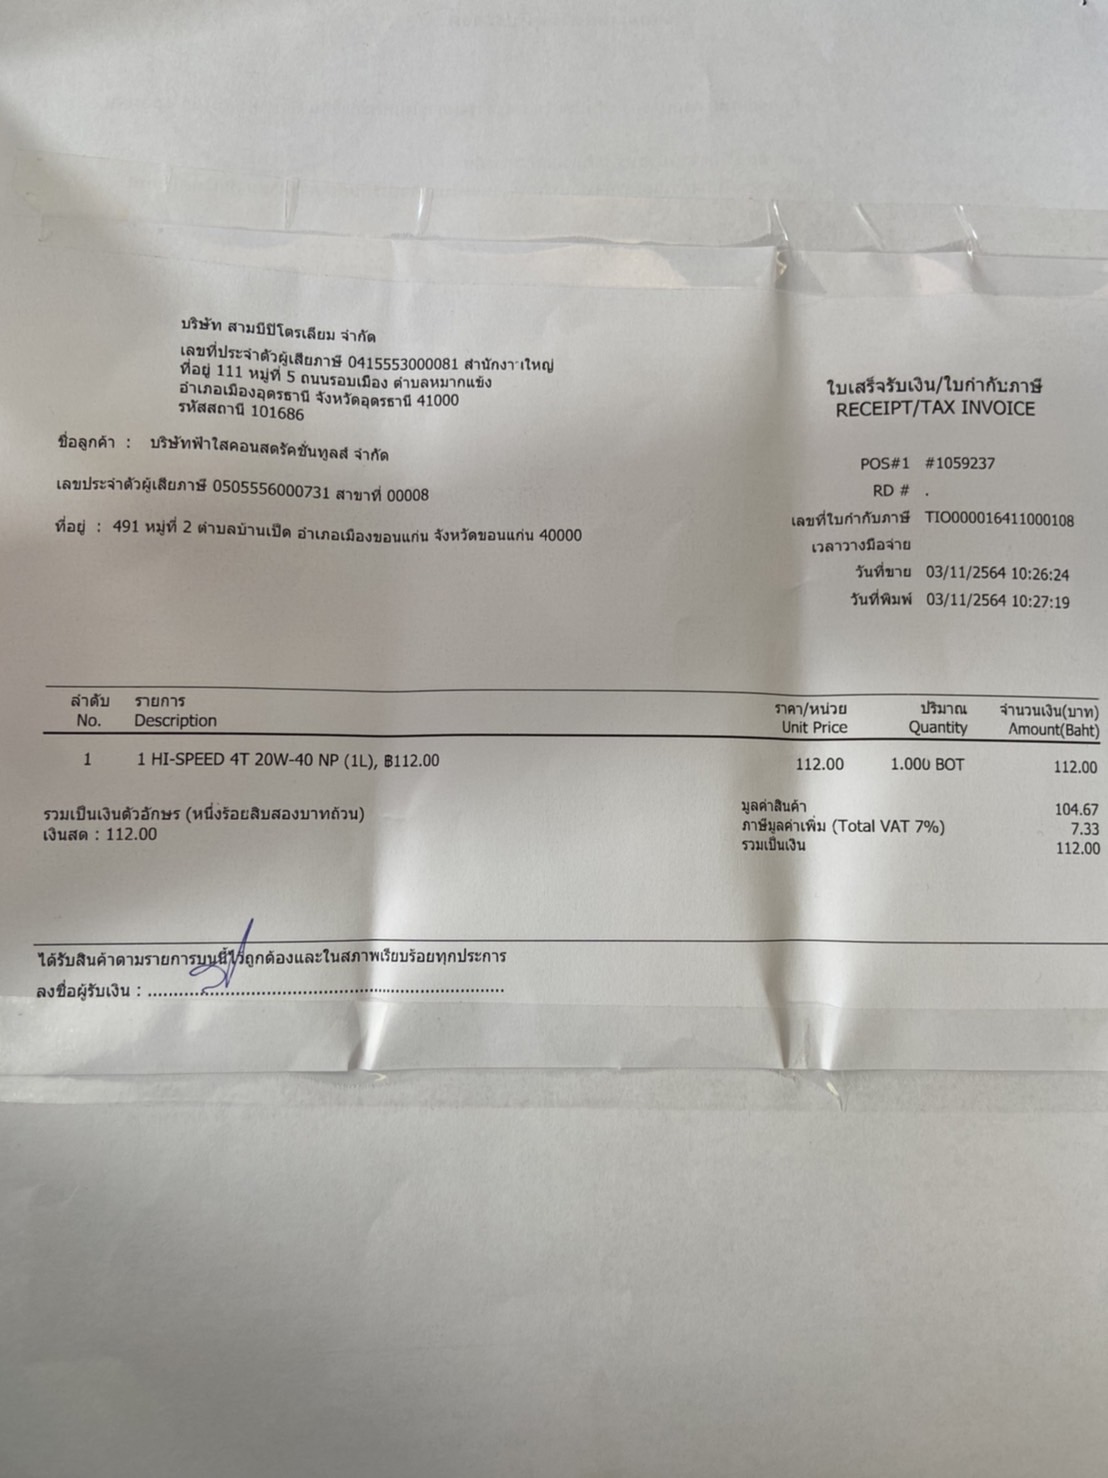 บริษัท สามบีปิโตรเลียม จำกัด
เลขที่ประจำตัวผู้เสียภาษี 0415553000081 สำนักงานใหญ่
ที่อยู่ 111 หมู่ที่ 5 ถนนรอบเมือง ตำบลหมากแข้ง
อำเภอเมืองอุดรธานี จังหวัดอุดรธานี 41000
รหัสสถานี 101686
ใบเสร็จรับเงิน/ใบกำกับภาษี
RECEIPT/TAX INVOICE
ชื่อลูกค้า : บริษัทฟ้าใสคอนสตรัคชั่นทูลส์ จำกัด
เลขประจำตัวผู้เสียภาษี 0505556000731 สาขาที่ 00008
ที่อยู่ : 491 หมู่ที่ 2 ตำบลบ้านเป็ด อำเภอเมืองขอนแก่น จังหวัดขอนแก่น 40000
POS#1 #1059237
RD # .
เลขที่ใบกำกับภาษี TIO000016411000108
เวลาวางมือจ่าย
วันที่ขาย 03/11/2564 10:26:24
วันที่พิมพ์ 03/11/2564 10:27:19
ลำดับ รายการ ราคา/หน่วย ปริมาณ จำนวนเงิน(บาท)
No. Description Unit Price Quantity Amount(Baht)
1 1 HI-SPEED 4T 20W-40 NP (1L), ฿112.00 112.00 1.000 BOT 112.00
รวมเป็นเงินตัวอักษร (หนึ่งร้อยสิบสองบาทถ้วน)
เงินสด : 112.00
มูลค่าสินค้า 104.67
ภาษีมูลค่าเพิ่ม (Total VAT 7%) 7.33
รวมเป็นเงิน 112.00
ได้รับสินค้าตามรายการบนนี้ไว้ถูกต้องและในสภาพเรียบร้อยทุกประการ
ลงชื่อผู้รับเงิน : ............................................................